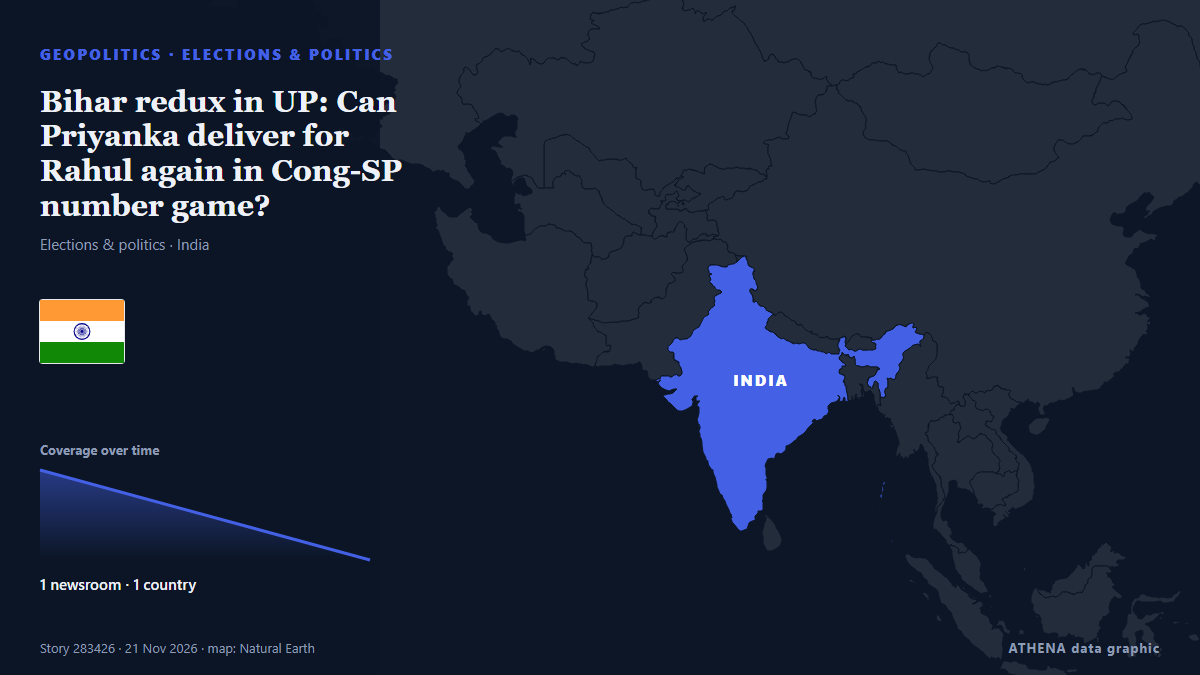 GEOPOLITICS · ELECTIONS & POLITICS
Bihar redux in UP: Can
Priyanka deliver for
Rahul again in Cong-SP
number game?
Elections & politics · India
INDIA
Coverage over time
1 newsroom · 1 country
Story 283426 · 21 Nov 2026 · map: Natural Earth
ATHENA data graphic